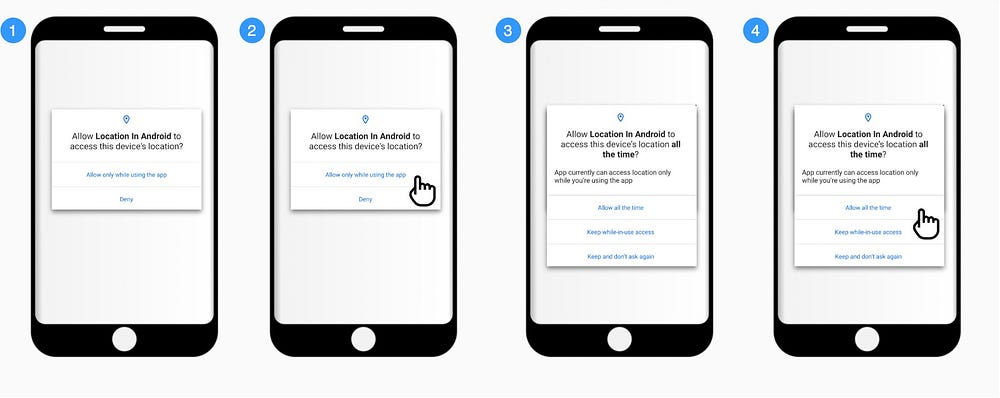 1
Allow Location In Android to
access this device's location?
Allow only while using the app
Deny
2
Allow Location In Android to
access this device's location?
Allow only while using the app
Deny
3
Allow Location In Android to
access this device's location all
the time?
App currently can access location only
while you're using the app
Allow all the time
Keep while-in-use access
Keep and don't ask again
4
Allow Location In Android to
access this device's location all
the time?
App currently can access location only
while you're using the app
Allow all the time
Keep while-in-use access
Keep and don't ask again